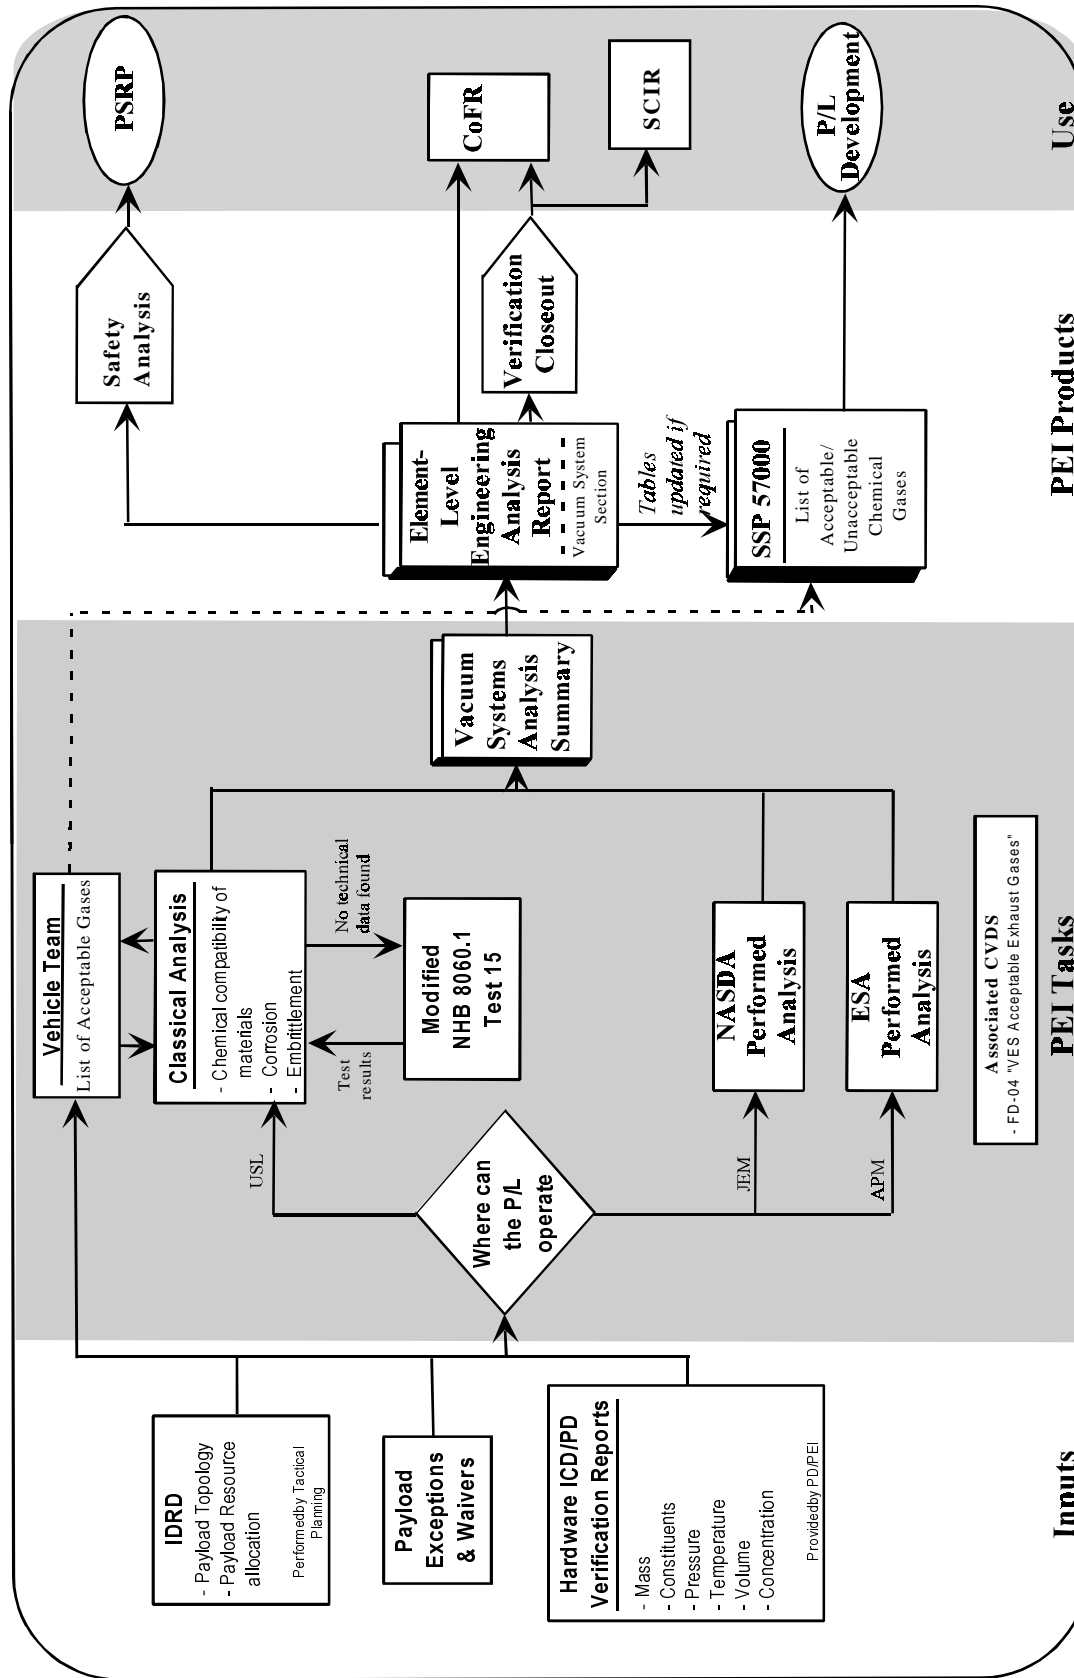 IDRD
- Payload Topology
- Payload Resource
allocation
Performedby Tactical
Planning
Payload
Exceptions
& Waivers
Hardware ICD/PD
Verification Reports
- Mass
- Constituents
- Pressure
- Temperature
- Volume
- Concentration
Providedby PD/PEI
Inputs
Vehicle Team
List of Acceptable Gases
Classical Analysis
- Chemical compatibility of
materials
- Corrosion
- Embrittlement
USL
Test
results
No technical
data found
Modified
NHB 8060.1
Test 15
Where can
the P/L
operate
JEM
NASDA
Performed
Analysis
APM
ESA
Performed
Analysis
Vacuum
Systems
Analysis
Summary
Associated CVDS
- FD-04 "VES Acceptable Exhaust Gases"
PEI Tasks
Safety
Analysis
Element-
Level
Engineering
Analysis
Report
Vacuum System
Section
Verification
Closeout
Tables
updated if
required
SSP 57000
List of
Acceptable/
Unacceptable
Chemical
Gases
PEI Products
PSRP
CoFR
SCIR
P/L
Development
Use